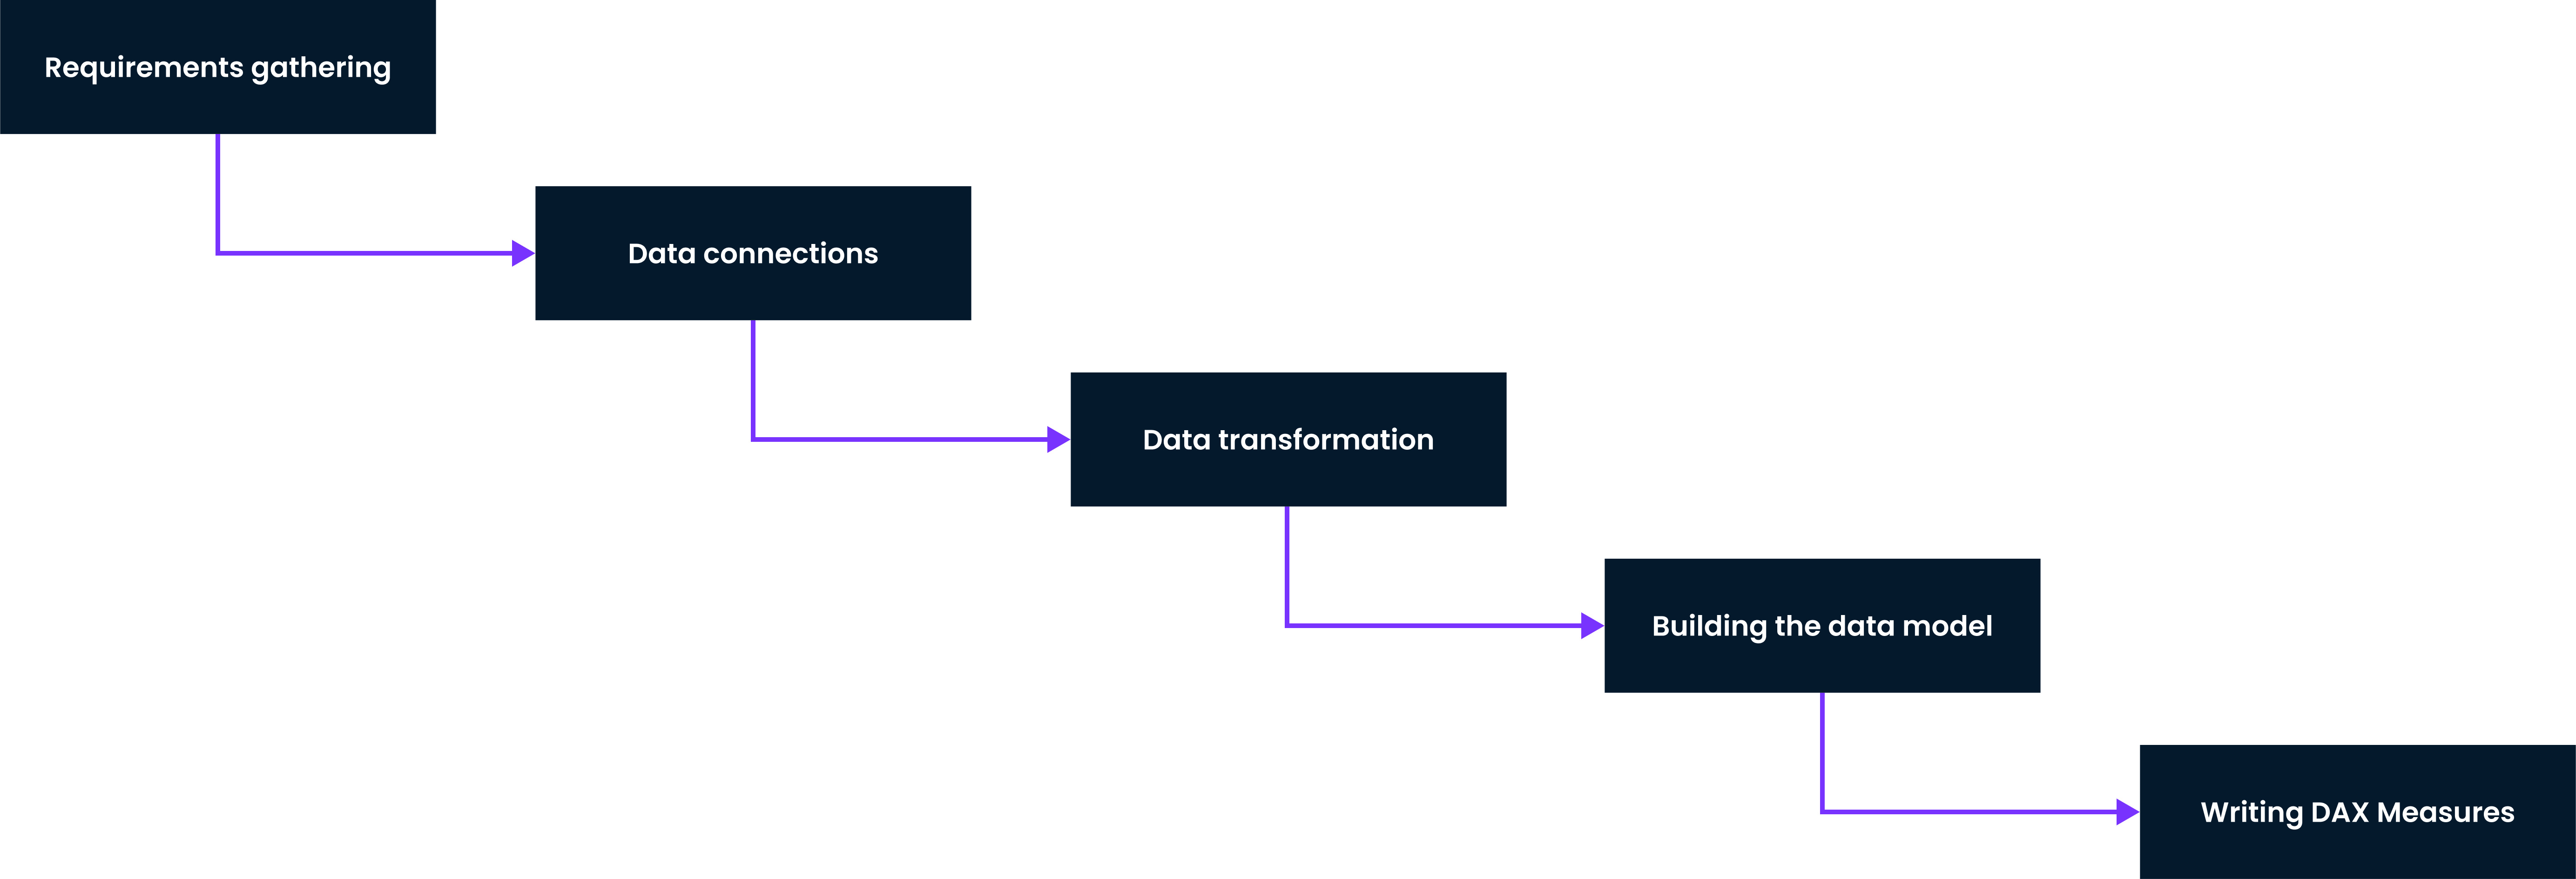 Requirements gathering
Data connections
Data transformation
Building the data model
Writing DAX Measures